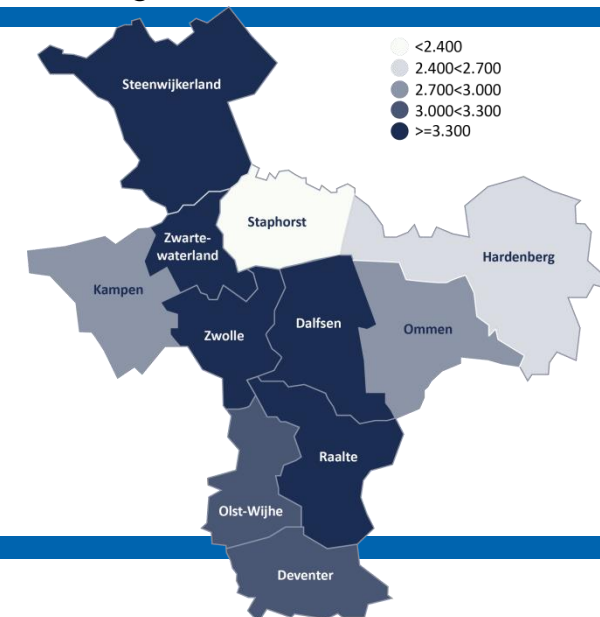 <2.400
2.400<2.700
2.700<3.000
3.000<3.300
>=3.300
Steenwijkerland
Staphorst
Zwarte-
waterland
Hardenberg
Kampen
Zwolle
Dalfsen
Ommen
Raalte
Olst-Wijhe
Deventer